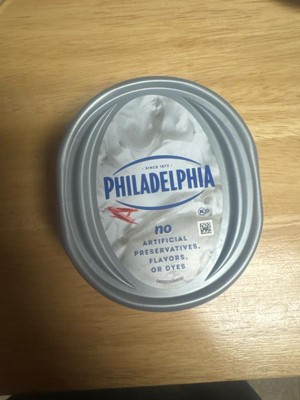 • SINCE 1872 •
PHILADELPHIA
no
ARTIFICIAL
PRESERVATIVES,
FLAVORS,
OR DYES